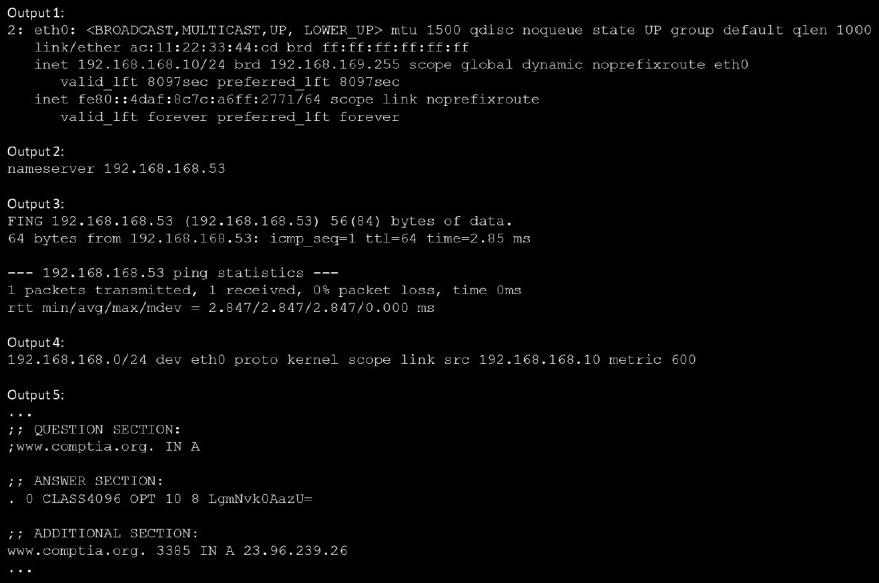 Output 1:
2: eth0: <BROADCAST,MULTICAST,UP, LOWER_UP> mtu 1500 qdisc noqueue state UP group default qlen 1000
link/ether ac:11:22:33:44:cd brd ff:ff:ff:ff:ff:ff
inet 192.168.168.10/24 brd 192.168.169.255 scope global dynamic noprefixroute eth0
valid_lft 8097sec preferred_lft 8097sec
inet fe80::4daf:8c7c:a6ff:2771/64 scope link noprefixroute
valid_lft forever preferred_lft forever
Output 2:
nameserver 192.168.168.53
Output 3:
FING 192.168.168.53 (192.168.168.53) 56(84) bytes of data.
64 bytes from 192.168.168.53: icmp_seq=1 ttl=64 time=2.85 ms
--- 192.168.168.53 ping statistics ---
1 packets transmitted, 1 received, 0% packet loss, time 0ms
rtt min/avg/max/mdev = 2.847/2.847/2.847/0.000 ms
Output 4:
192.168.168.0/24 dev eth0 proto kernel scope link src 192.168.168.10 metric 600
Output 5:
...
;; QUESTION SECTION:
;www.comptia.org. IN A
;; ANSWER SECTION:
. 0 CLASS4096 OPT 10 8 LgmNvk0AazU=
;; ADDITIONAL SECTION:
www.comptia.org. 3385 IN A 23.96.239.26
...